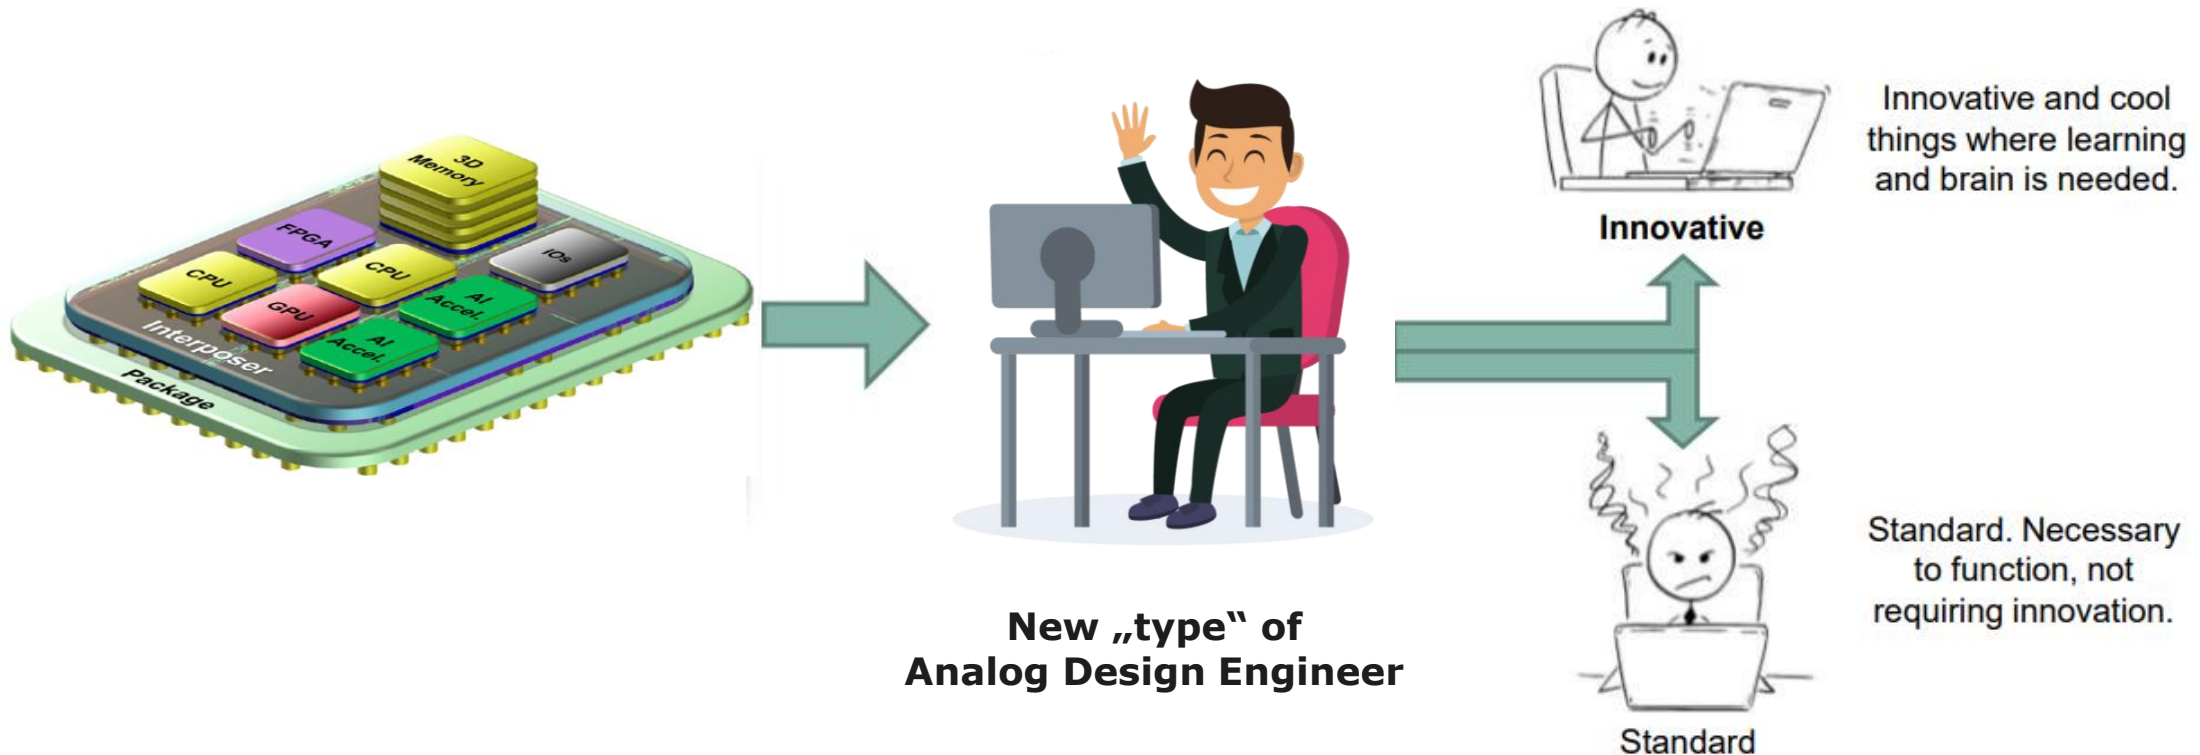 3D
Memory
FPGA
IOs
CPU
CPU
AI
Accel.
GPU
AI
Accel.
Interposer
Package
New „type“ of
Analog Design Engineer
Innovative and cool
things where learning
and brain is needed.
Innovative
Standard. Necessary
to function, not
requiring innovation.
Standard